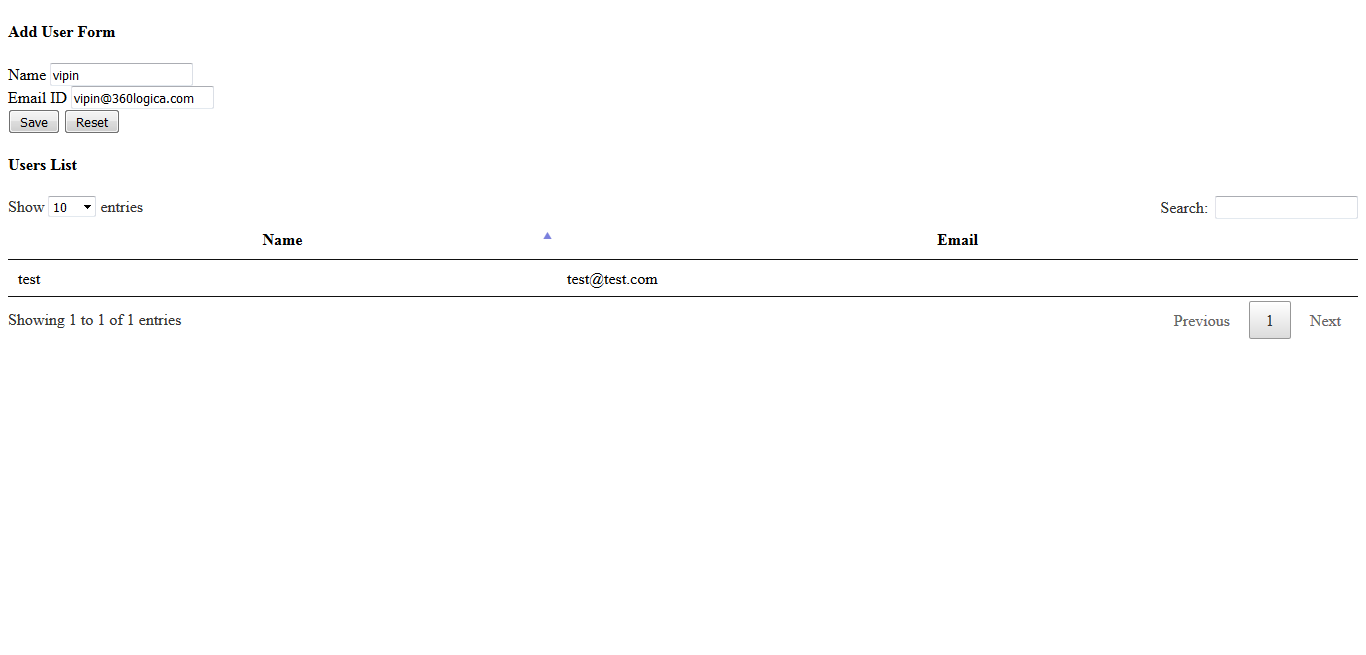 Add User Form
Name vipin
Email ID vipin@360logica.com
Save Reset
Users List
Show 10 entries Search:
Name Email
test test@test.com
Showing 1 to 1 of 1 entries Previous 1 Next